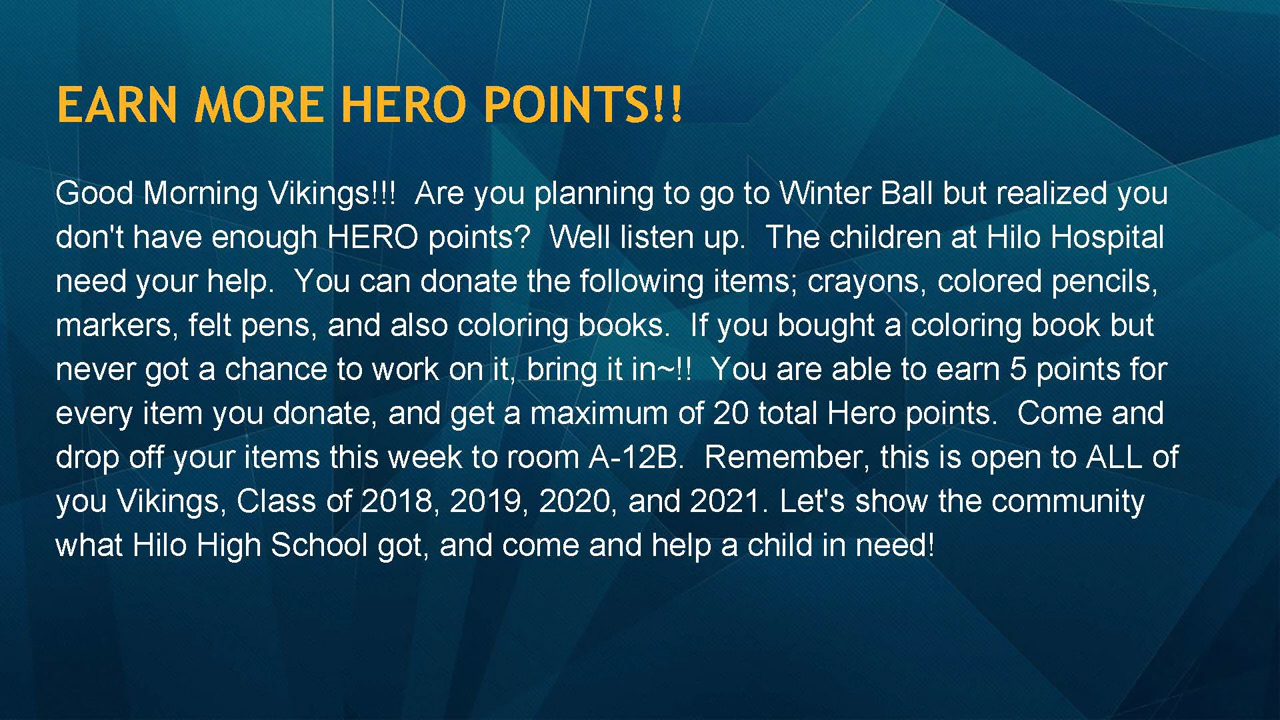 EARN MORE HERO POINTS!!
Good Morning Vikings!!!  Are you planning to go to Winter Ball but realized you
don't have enough HERO points?  Well listen up.  The children at Hilo Hospital
need your help.  You can donate the following items; crayons, colored pencils,
markers, felt pens, and also coloring books.  If you bought a coloring book but
never got a chance to work on it, bring it in~!!  You are able to earn 5 points for
every item you donate, and get a maximum of 20 total Hero points.  Come and
drop off your items this week to room A-12B.  Remember, this is open to ALL of
you Vikings, Class of 2018, 2019, 2020, and 2021. Let's show the community
what Hilo High School got, and come and help a child in need!